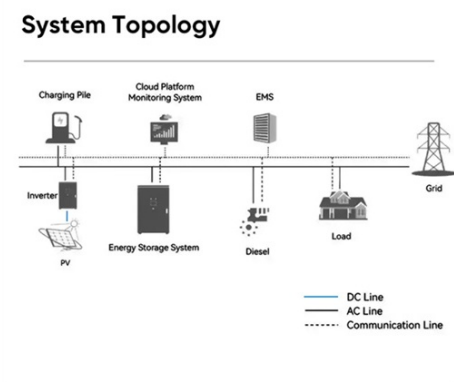 System Topology
Charging Pile
Cloud Platform
Monitoring System
EMS
Grid
Inverter
PV
Energy Storage System
Diesel
Load
DC Line
AC Line
Communication Line